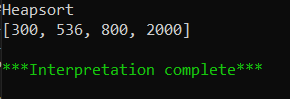 Heapsort
[300, 536, 800, 2000]
***Interpretation complete***